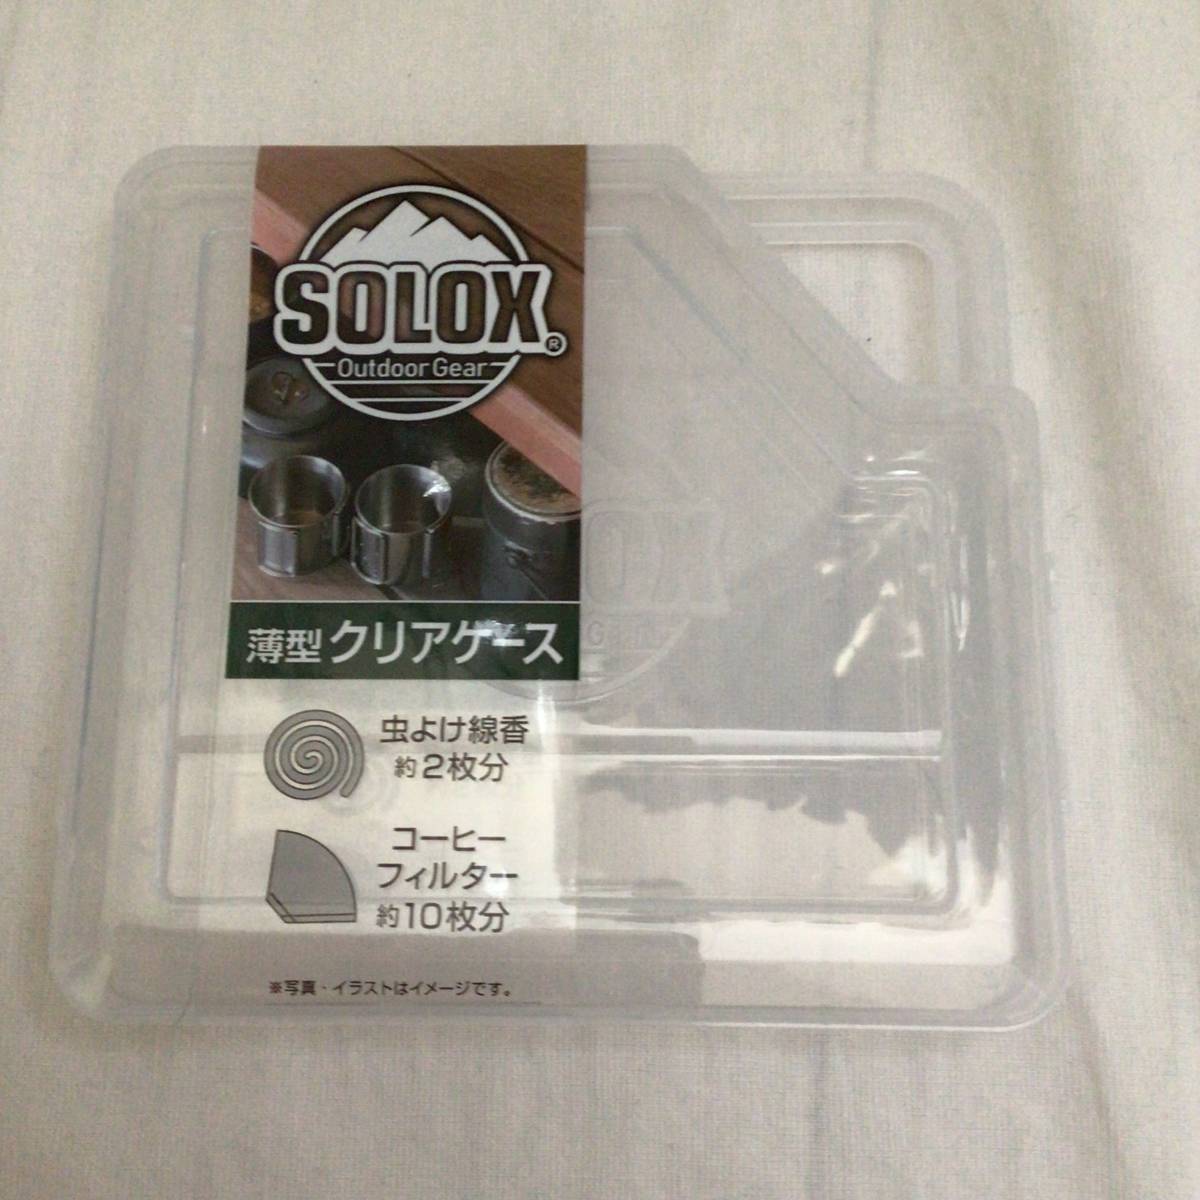 SOLOX®
Outdoor Gear
薄型 クリアケース
虫よけ線香
約2枚分
コーヒー
フィルター
約10枚分
※写真・イラストはイメージです。